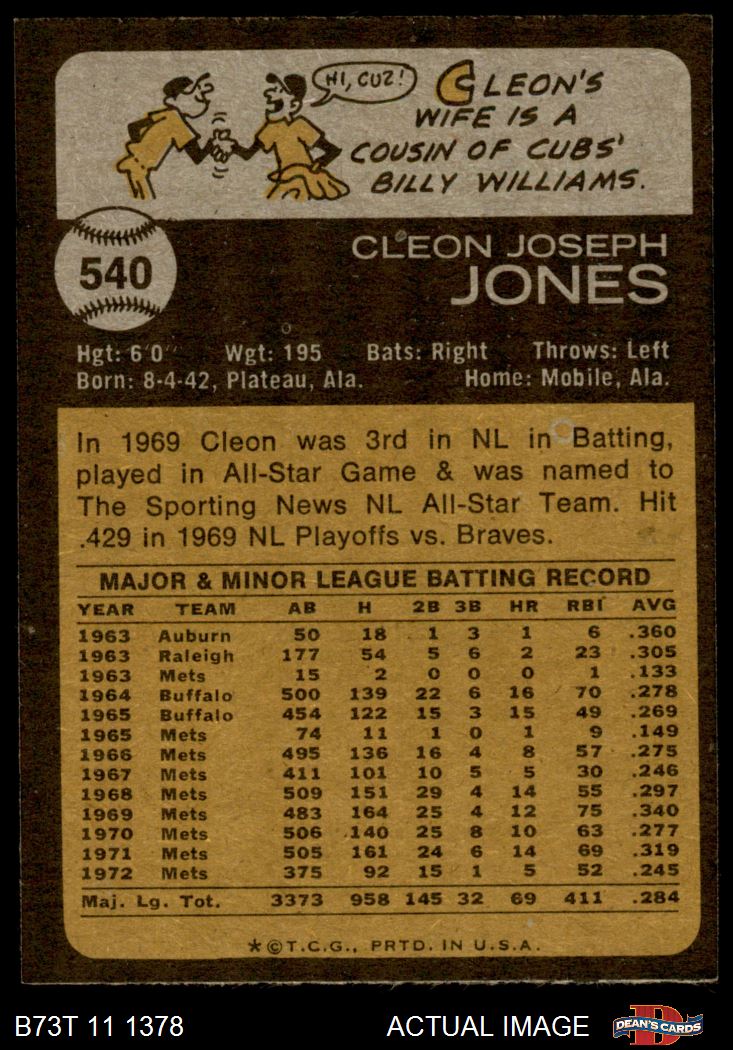 HI, CUZ!
CLEON'S
WIFE IS A
COUSIN OF CUBS'
BILLY WILLIAMS.
540
CLEON JOSEPH
JONES
Hgt: 6'0" Wgt: 195 Bats: Right Throws: Left
Born: 8-4-42, Plateau, Ala. Home: Mobile, Ala.
In 1969 Cleon was 3rd in NL in Batting,
played in All-Star Game & was named to
The Sporting News NL All-Star Team. Hit
.429 in 1969 NL Playoffs vs. Braves.
MAJOR & MINOR LEAGUE BATTING RECORD
YEAR TEAM AB H 2B 3B HR RBI AVG
1963 Auburn 50 18 1 3 1 6 .360
1963 Raleigh 177 54 5 6 2 23 .305
1963 Mets 15 2 0 0 0 1 .133
1964 Buffalo 500 139 22 6 16 70 .278
1965 Buffalo 454 122 15 3 15 49 .269
1965 Mets 74 11 1 0 1 9 .149
1966 Mets 495 136 16 4 8 57 .275
1967 Mets 411 101 10 5 5 30 .246
1968 Mets 509 151 29 4 14 55 .297
1969 Mets 483 164 25 4 12 75 .340
1970 Mets 506 140 25 8 10 63 .277
1971 Mets 505 161 24 6 14 69 .319
1972 Mets 375 92 15 1 5 52 .245
Maj. Lg. Tot. 3373 958 145 32 69 411 .284
★©T.C.G., PRTD. IN U.S.A.
B73T 11 1378 ACTUAL IMAGE DEAN'S CARDS